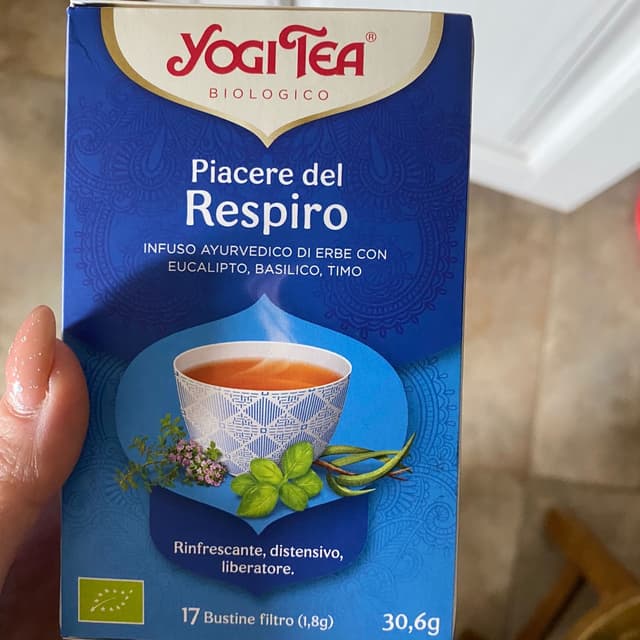 YOGI TEA®
BIOLOGICO
Piacere del
Respiro
INFUSO AYURVEDICO DI ERBE CON
EUCALIPTO, BASILICO, TIMO
Rinfrescante, distensivo,
liberatore.
17 Bustine filtro (1,8g)
30,6g